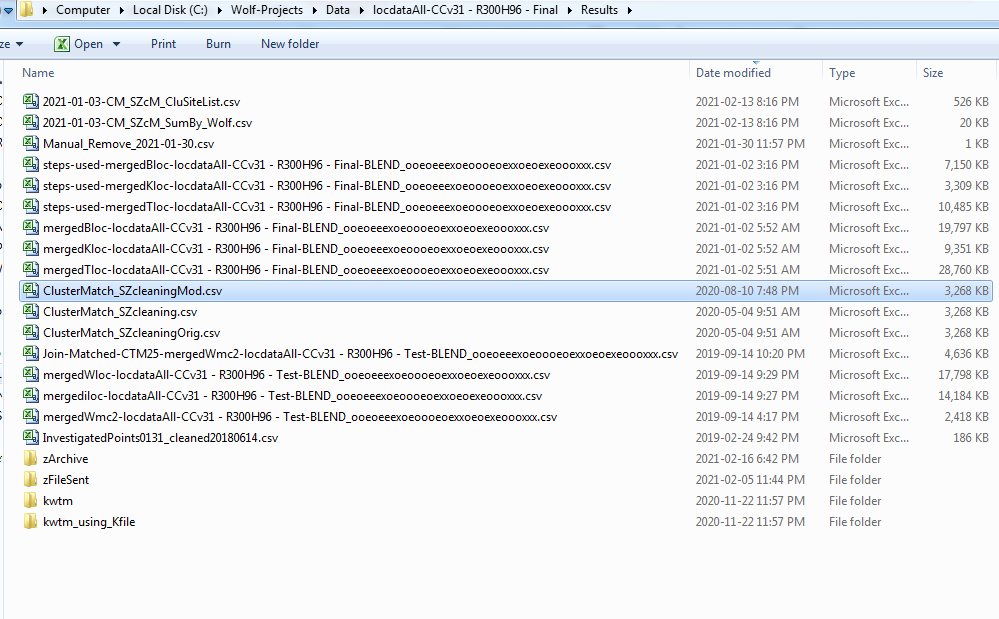 Computer Local Disk (C:) Wolf-Projects Data locdataAll-CCv31 - R300H96 - Final Results
ze Open Print Burn New folder
Name Date modified Type Size
2021-01-03-CM_SZcM_CluSiteList.csv 2021-02-13 8:16 PM Microsoft Exc... 526 KB
2021-01-03-CM_SZcM_SumBy_Wolf.csv 2021-02-13 8:16 PM Microsoft Exc... 20 KB
Manual_Remove_2021-01-30.csv 2021-01-30 11:57 PM Microsoft Exc... 1 KB
steps-used-mergedBloc-locdataAll-CCv31 - R300H96 - Final-BLEND_ooeoeeexoeoooeoexxoeoexeoooxxx.csv 2021-01-02 3:16 PM Microsoft Exc... 7,150 KB
steps-used-mergedKloc-locdataAll-CCv31 - R300H96 - Final-BLEND_ooeoeeexoeoooeoexxoeoexeoooxxx.csv 2021-01-02 3:16 PM Microsoft Exc... 3,309 KB
steps-used-mergedTloc-locdataAll-CCv31 - R300H96 - Final-BLEND_ooeoeeexoeoooeoexxoeoexeoooxxx.csv 2021-01-02 3:16 PM Microsoft Exc... 10,485 KB
mergedBloc-locdataAll-CCv31 - R300H96 - Final-BLEND_ooeoeeexoeoooeoexxoeoexeoooxxx.csv 2021-01-02 5:52 AM Microsoft Exc... 19,797 KB
mergedKloc-locdataAll-CCv31 - R300H96 - Final-BLEND_ooeoeeexoeoooeoexxoeoexeoooxxx.csv 2021-01-02 5:52 AM Microsoft Exc... 9,351 KB
mergedTloc-locdataAll-CCv31 - R300H96 - Final-BLEND_ooeoeeexoeoooeoexxoeoexeoooxxx.csv 2021-01-02 5:51 AM Microsoft Exc... 28,760 KB
ClusterMatch_SZcleaningMod.csv 2020-08-10 7:48 PM Microsoft Exc... 3,268 KB
ClusterMatch_SZcleaning.csv 2020-05-04 9:51 AM Microsoft Exc... 3,268 KB
ClusterMatch_SZcleaningOrig.csv 2020-05-04 9:51 AM Microsoft Exc... 3,268 KB
Join-Matched-CTM25-mergedWmc2-locdataAll-CCv31 - R300H96 - Test-BLEND_ooeoeeexoeoooeoexxoeoexeoooxxx.csv 2019-09-14 10:20 PM Microsoft Exc... 4,636 KB
mergedWloc-locdataAll-CCv31 - R300H96 - Test-BLEND_ooeoeeexoeoooeoexxoeoexeoooxxx.csv 2019-09-14 9:29 PM Microsoft Exc... 17,798 KB
mergediloc-locdataAll-CCv31 - R300H96 - Test-BLEND_ooeoeeexoeoooeoexxoeoexeoooxxx.csv 2019-09-14 9:27 PM Microsoft Exc... 14,184 KB
mergedWmc2-locdataAll-CCv31 - R300H96 - Test-BLEND_ooeoeeexoeoooeoexxoeoexeoooxxx.csv 2019-09-14 4:17 PM Microsoft Exc... 2,418 KB
InvestigatedPoints0131_cleaned20180614.csv 2019-02-24 9:42 PM Microsoft Exc... 186 KB
zArchive 2021-02-16 6:42 PM File folder
zFileSent 2021-02-05 11:44 PM File folder
kwtm 2020-11-22 11:57 PM File folder
kwtm_using_Kfile 2020-11-22 11:57 PM File folder